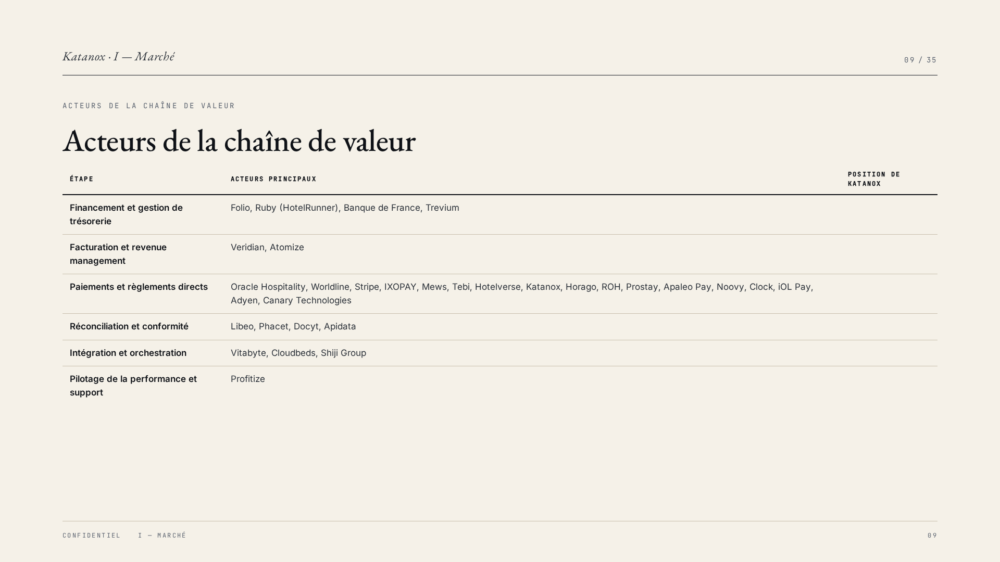 Katanox · I — Marché
09 / 35
ACTEURS DE LA CHAÎNE DE VALEUR
Acteurs de la chaîne de valeur
ÉTAPE
ACTEURS PRINCIPAUX
POSITION DE
KATANOX
Financement et gestion de
trésorerie
Folio, Ruby (HotelRunner), Banque de France, Trevium
Facturation et revenue
management
Veridian, Atomize
Paiements et règlements directs
Oracle Hospitality, Worldline, Stripe, IXOPAY, Mews, Tebi, Hotelverse, Katanox, Horago, ROH, Prostay, Apaleo Pay, Noovy, Clock, iOL Pay,
Adyen, Canary Technologies
Réconciliation et conformité
Libeo, Phacet, Docyt, Apidata
Intégration et orchestration
Vitabyte, Cloudbeds, Shiji Group
Pilotage de la performance et
support
Profitize
CONFIDENTIEL
I — MARCHÉ
09